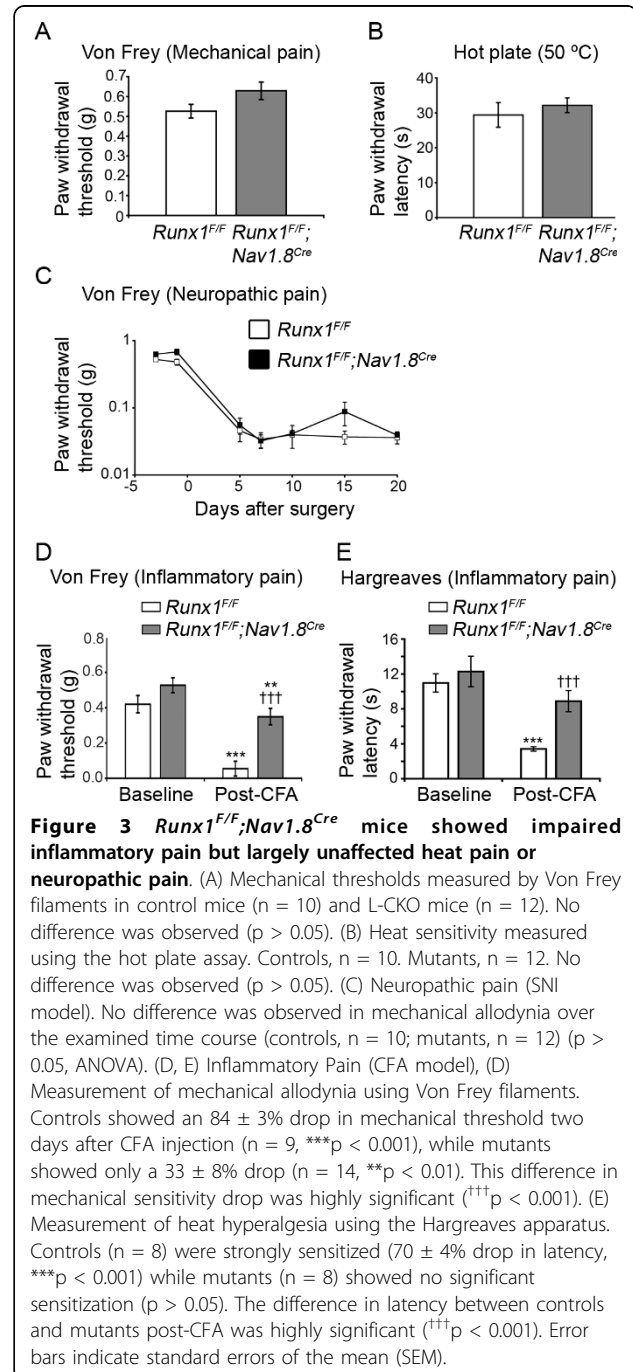 A
Von Frey (Mechanical pain)
Paw withdrawal
threshold (g)
0.7
0.6
0.5
0.4
0.3
0.2
0.1
0
Runx1F/F Runx1F/F;
Nav1.8Cre
B
Hot plate (50 ºC)
Paw withdrawal
latency (s)
40
30
20
10
0
Runx1F/F Runx1F/F;
Nav1.8Cre
C
Von Frey (Neuropathic pain)
Runx1F/F
Runx1F/F;Nav1.8Cre
Paw withdrawal
threshold (g)
1
0.1
0.01
-5 0 5 10 15 20
Days after surgery
D
Von Frey (Inflammatory pain)
Runx1F/F
Runx1F/F;Nav1.8Cre
Paw withdrawal
threshold (g)
0.8
0.6
0.4
0.2
0.0
**
†††
***
Baseline Post-CFA
E
Hargreaves (Inflammatory pain)
Runx1F/F
Runx1F/F;Nav1.8Cre
Paw withdrawal
latency (s)
16
12
8
4
0
†††
***
Baseline Post-CFA
Figure 3 Runx1F/F;Nav1.8Cre mice showed impaired
inflammatory pain but largely unaffected heat pain or
neuropathic pain. (A) Mechanical thresholds measured by Von Frey
filaments in control mice (n = 10) and L-CKO mice (n = 12). No
difference was observed (p > 0.05). (B) Heat sensitivity measured
using the hot plate assay. Controls, n = 10. Mutants, n = 12. No
difference was observed (p > 0.05). (C) Neuropathic pain (SNI
model). No difference was observed in mechanical allodynia over
the examined time course (controls, n = 10; mutants, n = 12) (p >
0.05, ANOVA). (D, E) Inflammatory Pain (CFA model), (D)
Measurement of mechanical allodynia using Von Frey filaments.
Controls showed an 84 ± 3% drop in mechanical threshold two
days after CFA injection (n = 9, ***p < 0.001), while mutants
showed only a 33 ± 8% drop (n = 14, **p < 0.01). This difference in
mechanical sensitivity drop was highly significant (†††p < 0.001). (E)
Measurement of heat hyperalgesia using the Hargreaves apparatus.
Controls (n = 8) were strongly sensitized (70 ± 4% drop in latency,
***p < 0.001) while mutants (n = 8) showed no significant
sensitization (p > 0.05). The difference in latency between controls
and mutants post-CFA was highly significant (†††p < 0.001). Error
bars indicate standard errors of the mean (SEM).